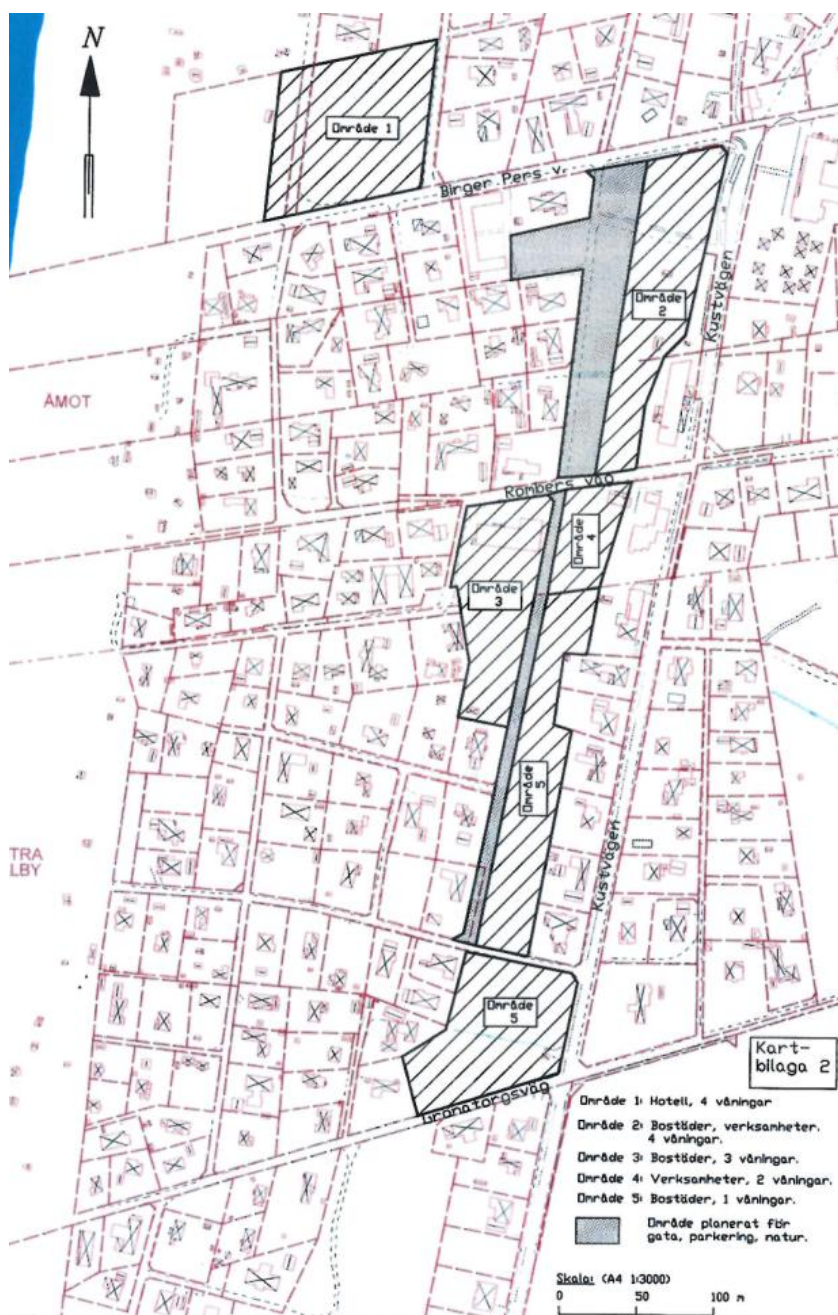 N
Område 1
Birger Pers v.
Område
2
Kustvägen
ÅMOT
Rombers väg
Område
4
Område
3
Område
5
TRA
LBY
Kustvägen
Område
5
Kart-
bilaga 2
Granatorgsväg
Område 1: Hotell, 4 våningar
Område 2: Bostäder, verksamheter.
4 våningar.
Område 3: Bostäder, 3 våningar.
Område 4: Verksamheter, 2 våningar.
Område 5: Bostäder, 1 våningar.
Område planerat för
gata, parkering, natur.
Skala: (A4 1:3000)
0 50 100 m